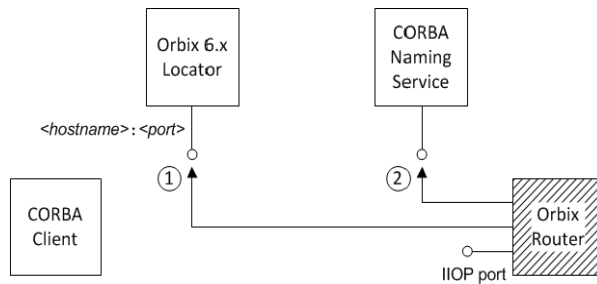 Orbix 6.x
Locator
CORBA
Naming
Service
<hostname>:<port>
1
2
CORBA
Client
Orbix
Router
IIOP port